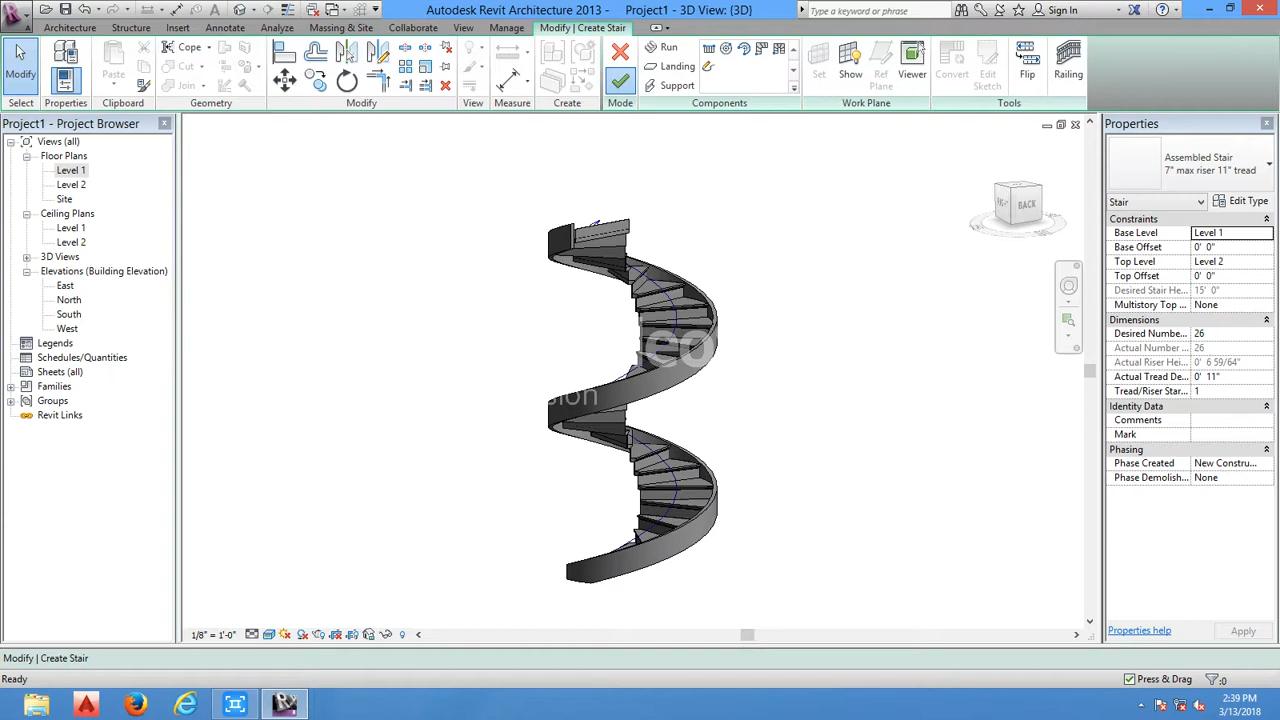 Autodesk Revit Architecture 2013 - Project1 - 3D View: {3D}
Type a keyword or phrase
Sign In
Architecture Structure Insert Annotate Analyze Massing & Site Collaborate View Manage Modify | Create Stair
Modify
Paste
Cope
Cut
Join
Run
Landing
Support
Set Show Ref Plane Viewer
Convert Edit Sketch Flip Railing
Select Properties Clipboard Geometry Modify View Measure Create Mode Components Work Plane Tools
Project1 - Project Browser
Views (all)
Floor Plans
Level 1
Level 2
Site
Ceiling Plans
Level 1
Level 2
3D Views
Elevations (Building Elevation)
East
North
South
West
Legends
Schedules/Quantities
Sheets (all)
Families
Groups
Revit Links
BACK
Properties
Assembled Stair
7" max riser 11" tread
Stair Edit Type
Constraints
Base Level Level 1
Base Offset 0' 0"
Top Level Level 2
Top Offset 0' 0"
Desired Stair He... 15' 0"
Multistory Top ... None
Dimensions
Desired Numbe... 26
Actual Number ... 26
Actual Riser Hei... 0' 6 59/64"
Actual Tread De... 0' 11"
Tread/Riser Star... 1
Identity Data
Comments
Mark
Phasing
Phase Created New Constru...
Phase Demolish... None
Properties help Apply
1/8" = 1'-0"
Modify | Create Stair
Ready
Press & Drag :0
2:39 PM
3/13/2018